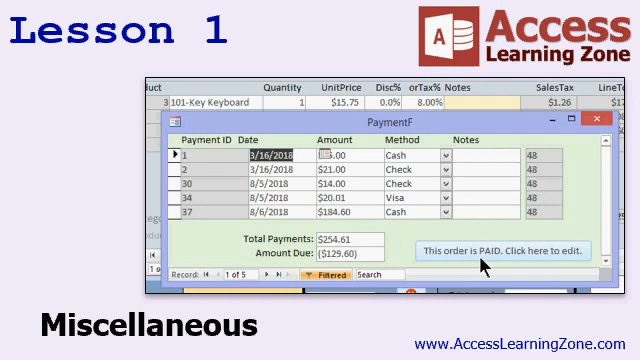 Lesson 1
Access
Learning Zone
duct Quantity UnitPrice Disc% orTax% Notes SalesTax LineTo
3 101-Key Keyboard 1 $15.75 0.0% 8.00% $1.26
PaymentF
Payment ID Date Amount Method Notes
1 3/16/2018 5.00 Cash 48
2 3/16/2018 $21.00 Check 48
30 8/5/2018 $14.00 Check 48
34 8/5/2018 $20.01 Visa 48
37 8/6/2018 $184.60 Cash 48
Total Payments: $254.61
Amount Due: ($129.60)
This order is PAID. Click here to edit.
Record: 1 of 5 Filtered Search
Miscellaneous
www.AccessLearningZone.com